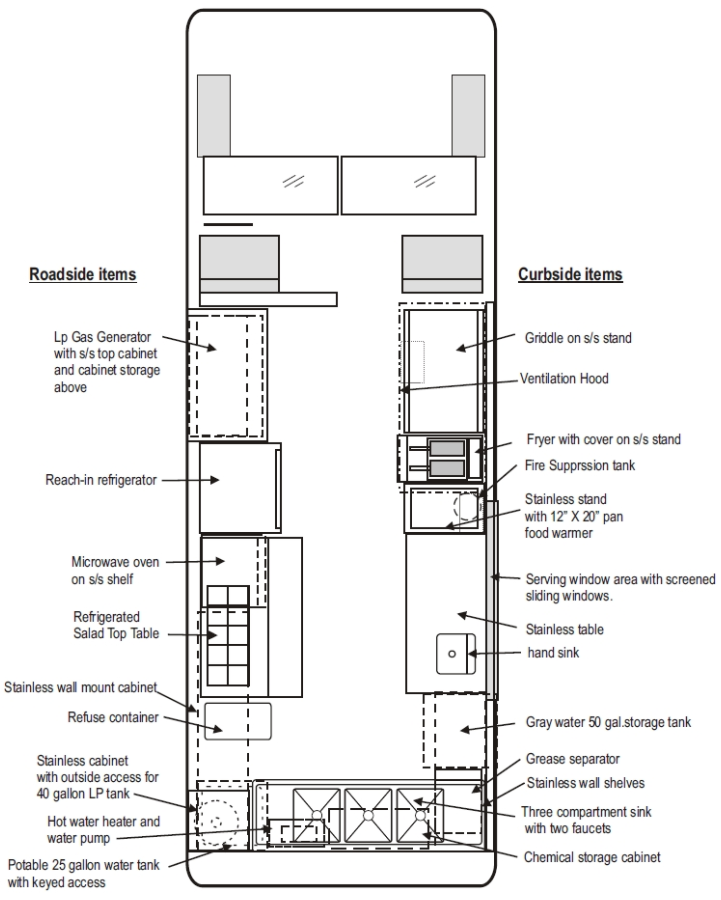 Roadside items
Lp Gas Generator
with s/s top cabinet
and cabinet storage
above
Reach-in refrigerator
Microwave oven
on s/s shelf
Refrigerated
Salad Top Table
Stainless wall mount cabinet
Refuse container
Stainless cabinet
with outside access for
40 gallon LP tank
Hot water heater and
water pump
Potable 25 gallon water tank
with keyed access
Curbside items
Griddle on s/s stand
Ventilation Hood
Fryer with cover on s/s stand
Fire Supprssion tank
Stainless stand
with 12” X 20” pan
food warmer
Serving window area with screened
sliding windows.
Stainless table
hand sink
Gray water 50 gal.storage tank
Grease separator
Stainless wall shelves
Three compartment sink
with two faucets
Chemical storage cabinet